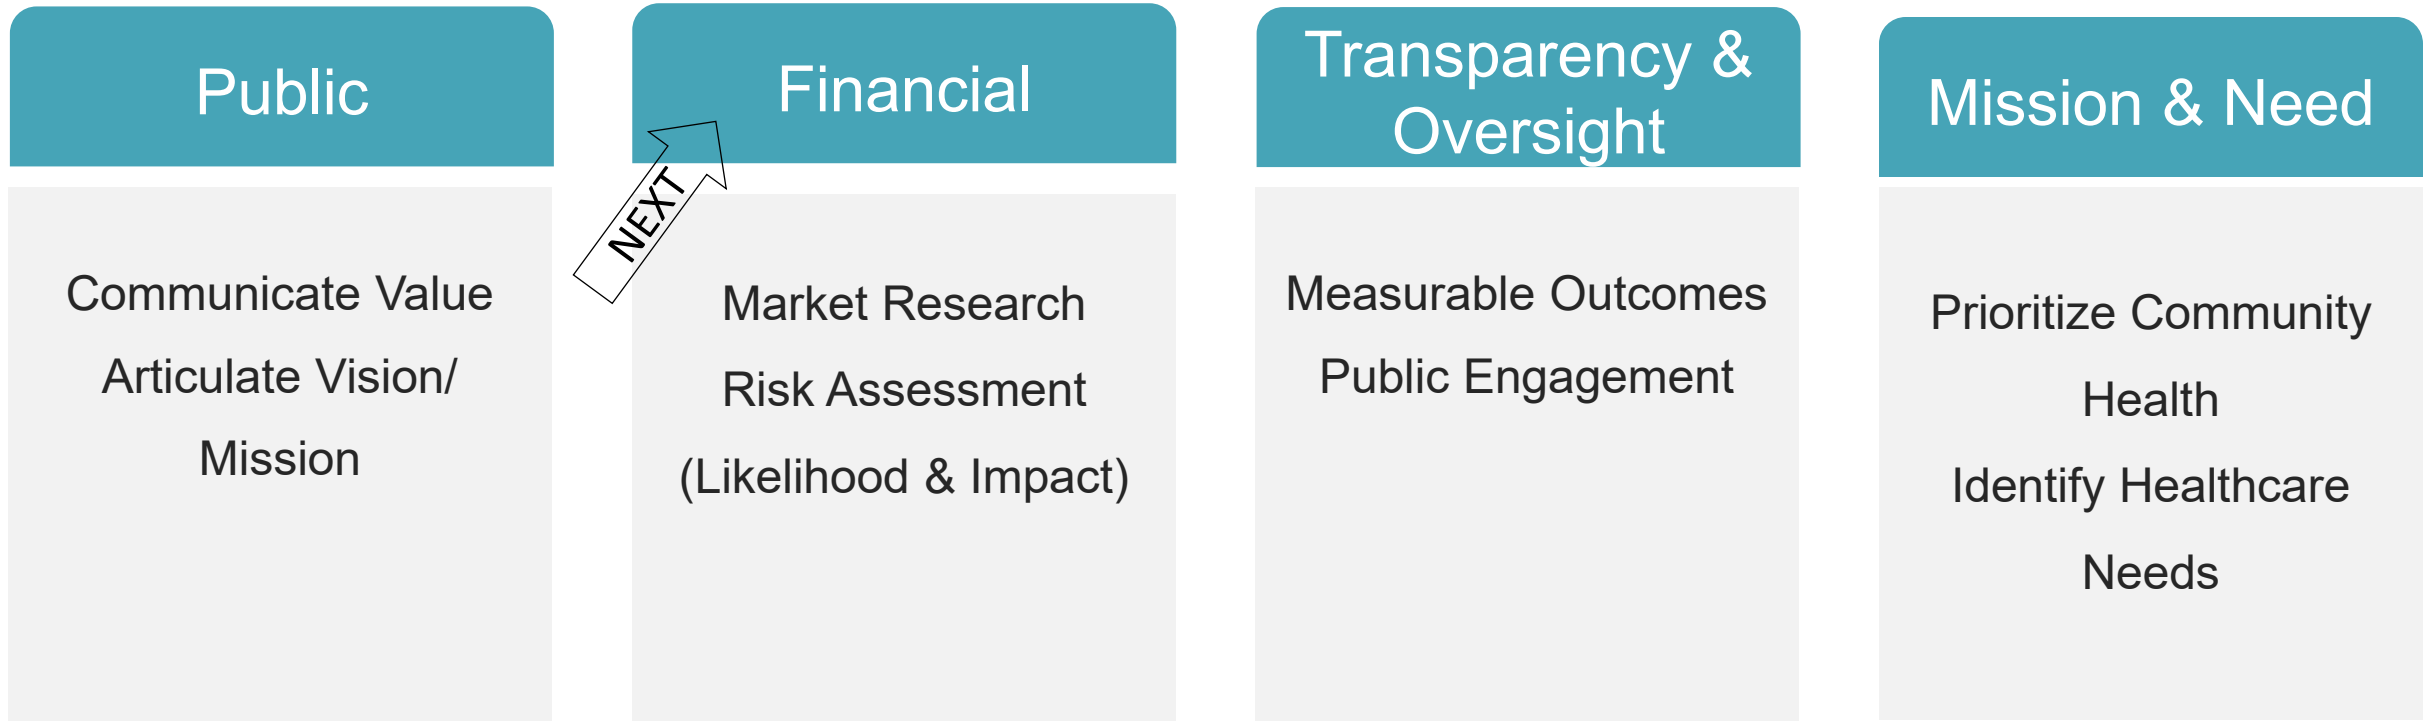 Public
Communicate Value
Articulate Vision/
Mission
NEXT
Financial
Market Research
Risk Assessment
(Likelihood & Impact)
Transparency &
Oversight
Measurable Outcomes
Public Engagement
Mission & Need
Prioritize Community
Health
Identify Healthcare
Needs